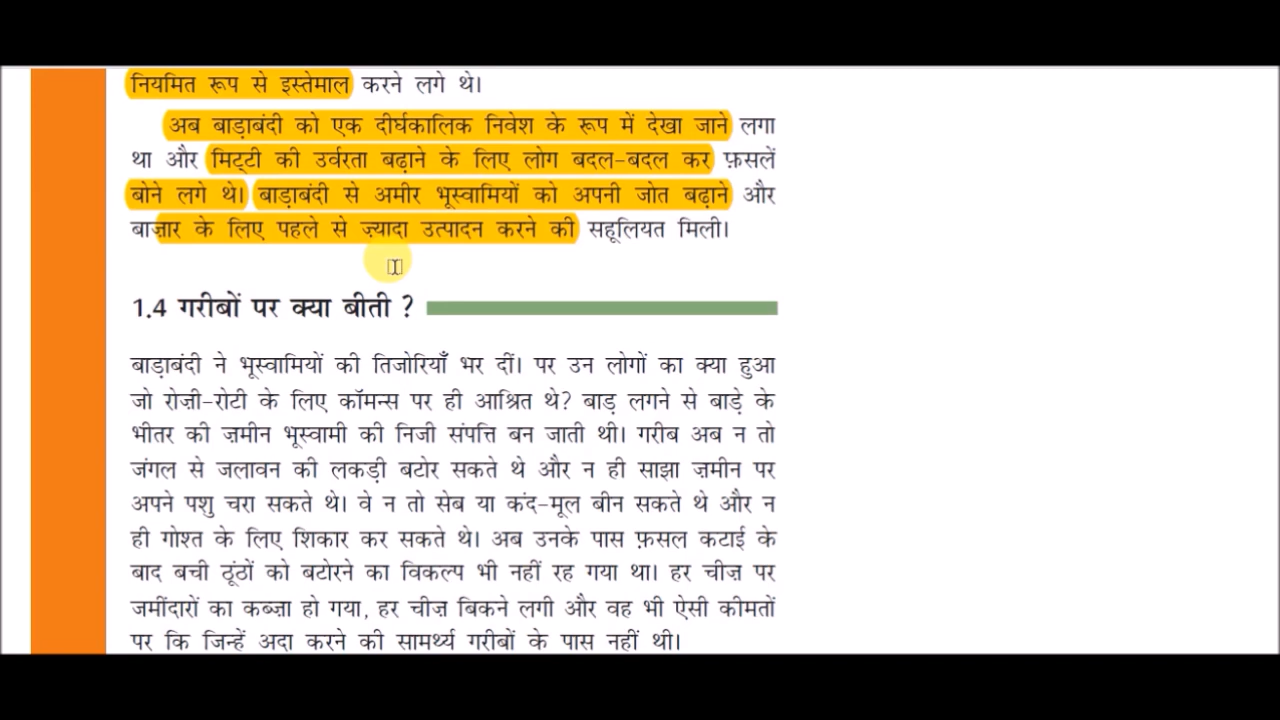 नियमित रूप से इस्तेमाल करने लगे थे।
अब बाड़ाबंदी को एक दीर्घकालिक निवेश के रूप में देखा जाने लगा
था और मिट्टी की उर्वरता बढ़ाने के लिए लोग बदल-बदल कर फ़सलें
बोने लगे थे। बाड़ाबंदी से अमीर भूस्वामियों को अपनी जोत बढ़ाने और
बाज़ार के लिए पहले से ज़्यादा उत्पादन करने की सहूलियत मिली।
1.4 गरीबों पर क्या बीती ?
बाड़ाबंदी ने भूस्वामियों की तिजोरियाँ भर दीं। पर उन लोगों का क्या हुआ
जो रोज़ी-रोटी के लिए कॉमन्स पर ही आश्रित थे? बाड़ लगने से बाड़े के
भीतर की ज़मीन भूस्वामी की निजी संपत्ति बन जाती थी। गरीब अब न तो
जंगल से जलावन की लकड़ी बटोर सकते थे और न ही साझा ज़मीन पर
अपने पशु चरा सकते थे। वे न तो सेब या कंद-मूल बीन सकते थे और न
ही गोश्त के लिए शिकार कर सकते थे। अब उनके पास फ़सल कटाई के
बाद बची ठूंठों को बटोरने का विकल्प भी नहीं रह गया था। हर चीज़ पर
जमींदारों का कब्ज़ा हो गया, हर चीज़ बिकने लगी और वह भी ऐसी कीमतों
पर कि जिन्हें अदा करने की सामर्थ्य गरीबों के पास नहीं थी।